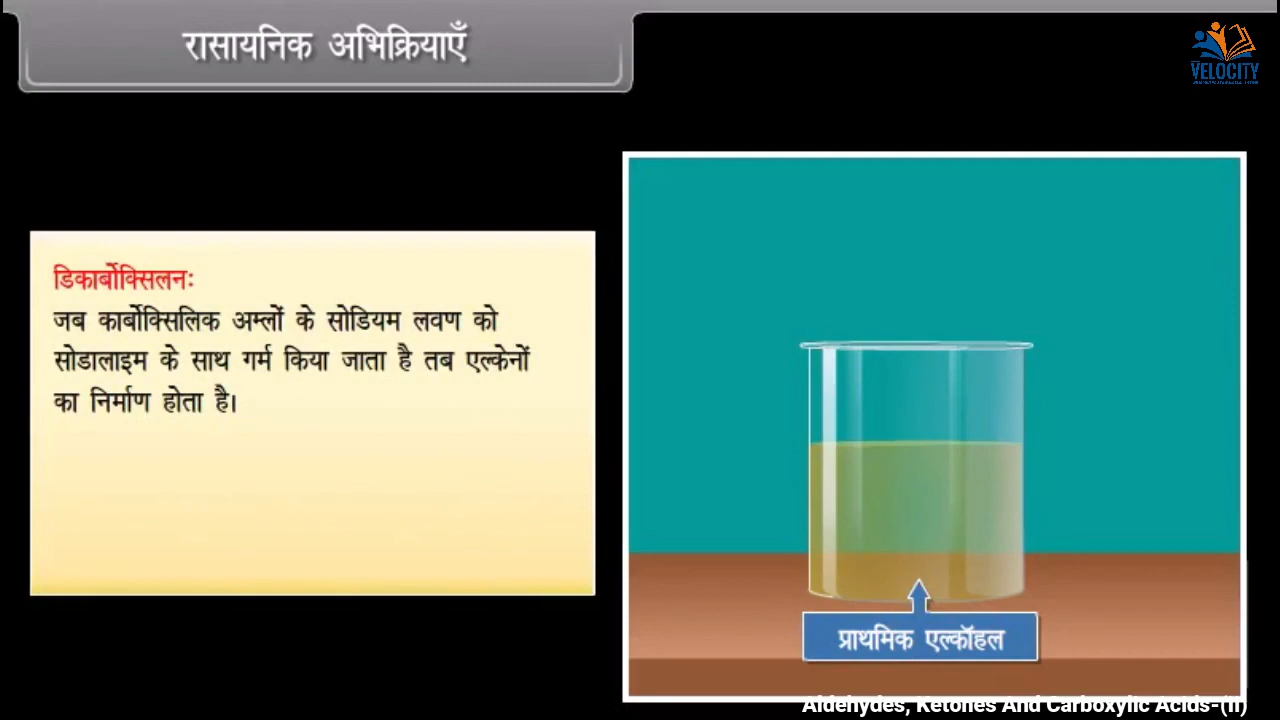 रासायनिक अभिक्रियाएँ
VELOCITY
डिकार्बोक्सिलनः
जब कार्बोक्सिलिक अम्लों के सोडियम लवण को
सोडालाइम के साथ गर्म किया जाता है तब एल्केनों
का निर्माण होता है।
प्राथमिक एल्कॉहल
Aldehydes, Ketones And Carboxylic Acids-(II)